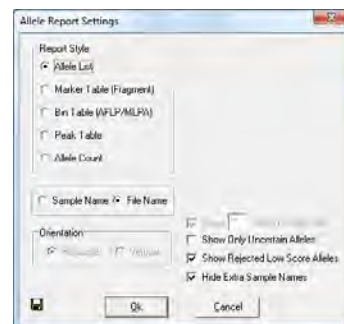 Allele Report Settings
Report Style
Allele List
Marker Table (Fragment)
Bin Table (AFLP/MLPA)
Peak Table
Allele Count
Sample Name File Name
Orientation
Show Only Uncertain Alleles
Show Rejected Low Score Alleles
Hide Extra Sample Names
Ok
Cancel